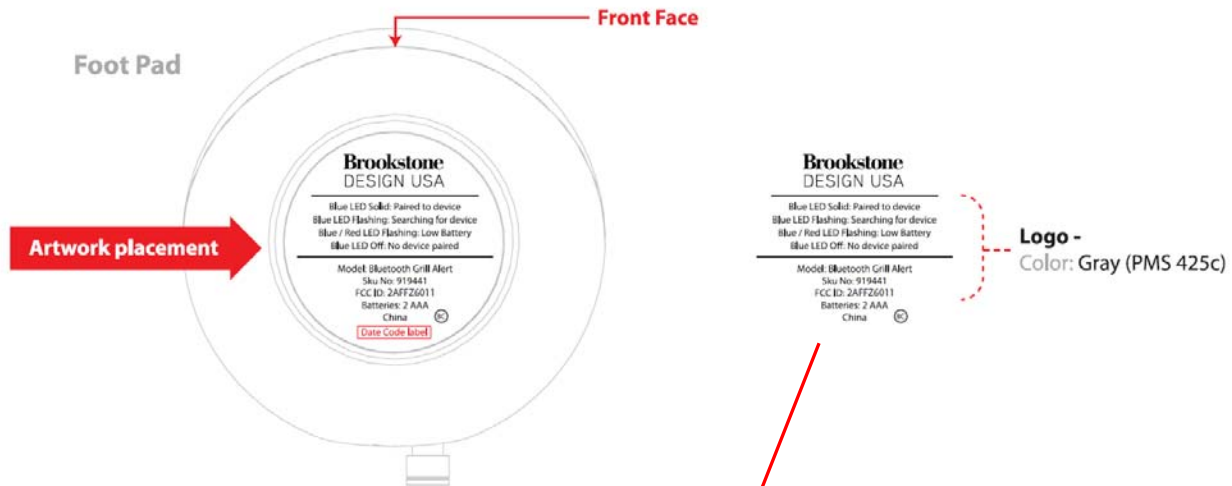 Front Face
Foot Pad
Artwork placement
Brookstone
DESIGN USA
Blue LED Solid: Paired to device
Blue LED Flashing: Searching for device
Blue / Red LED Flashing: Low Battery
Blue LED Off: No device paired
Model: Bluetooth Grill Alert
Sku No: 919441
FCC ID: 2AFFZ6011
Batteries: 2 AAA
China
BC
Date Code label
Brookstone
DESIGN USA
Blue LED Solid: Paired to device
Blue LED Flashing: Searching for device
Blue / Red LED Flashing: Low Battery
Blue LED Off: No device paired
Model: Bluetooth Grill Alert
Sku No: 919441
FCC ID: 2AFFZ6011
Batteries: 2 AAA
China
BC
Logo -
Color: Gray (PMS 425c)